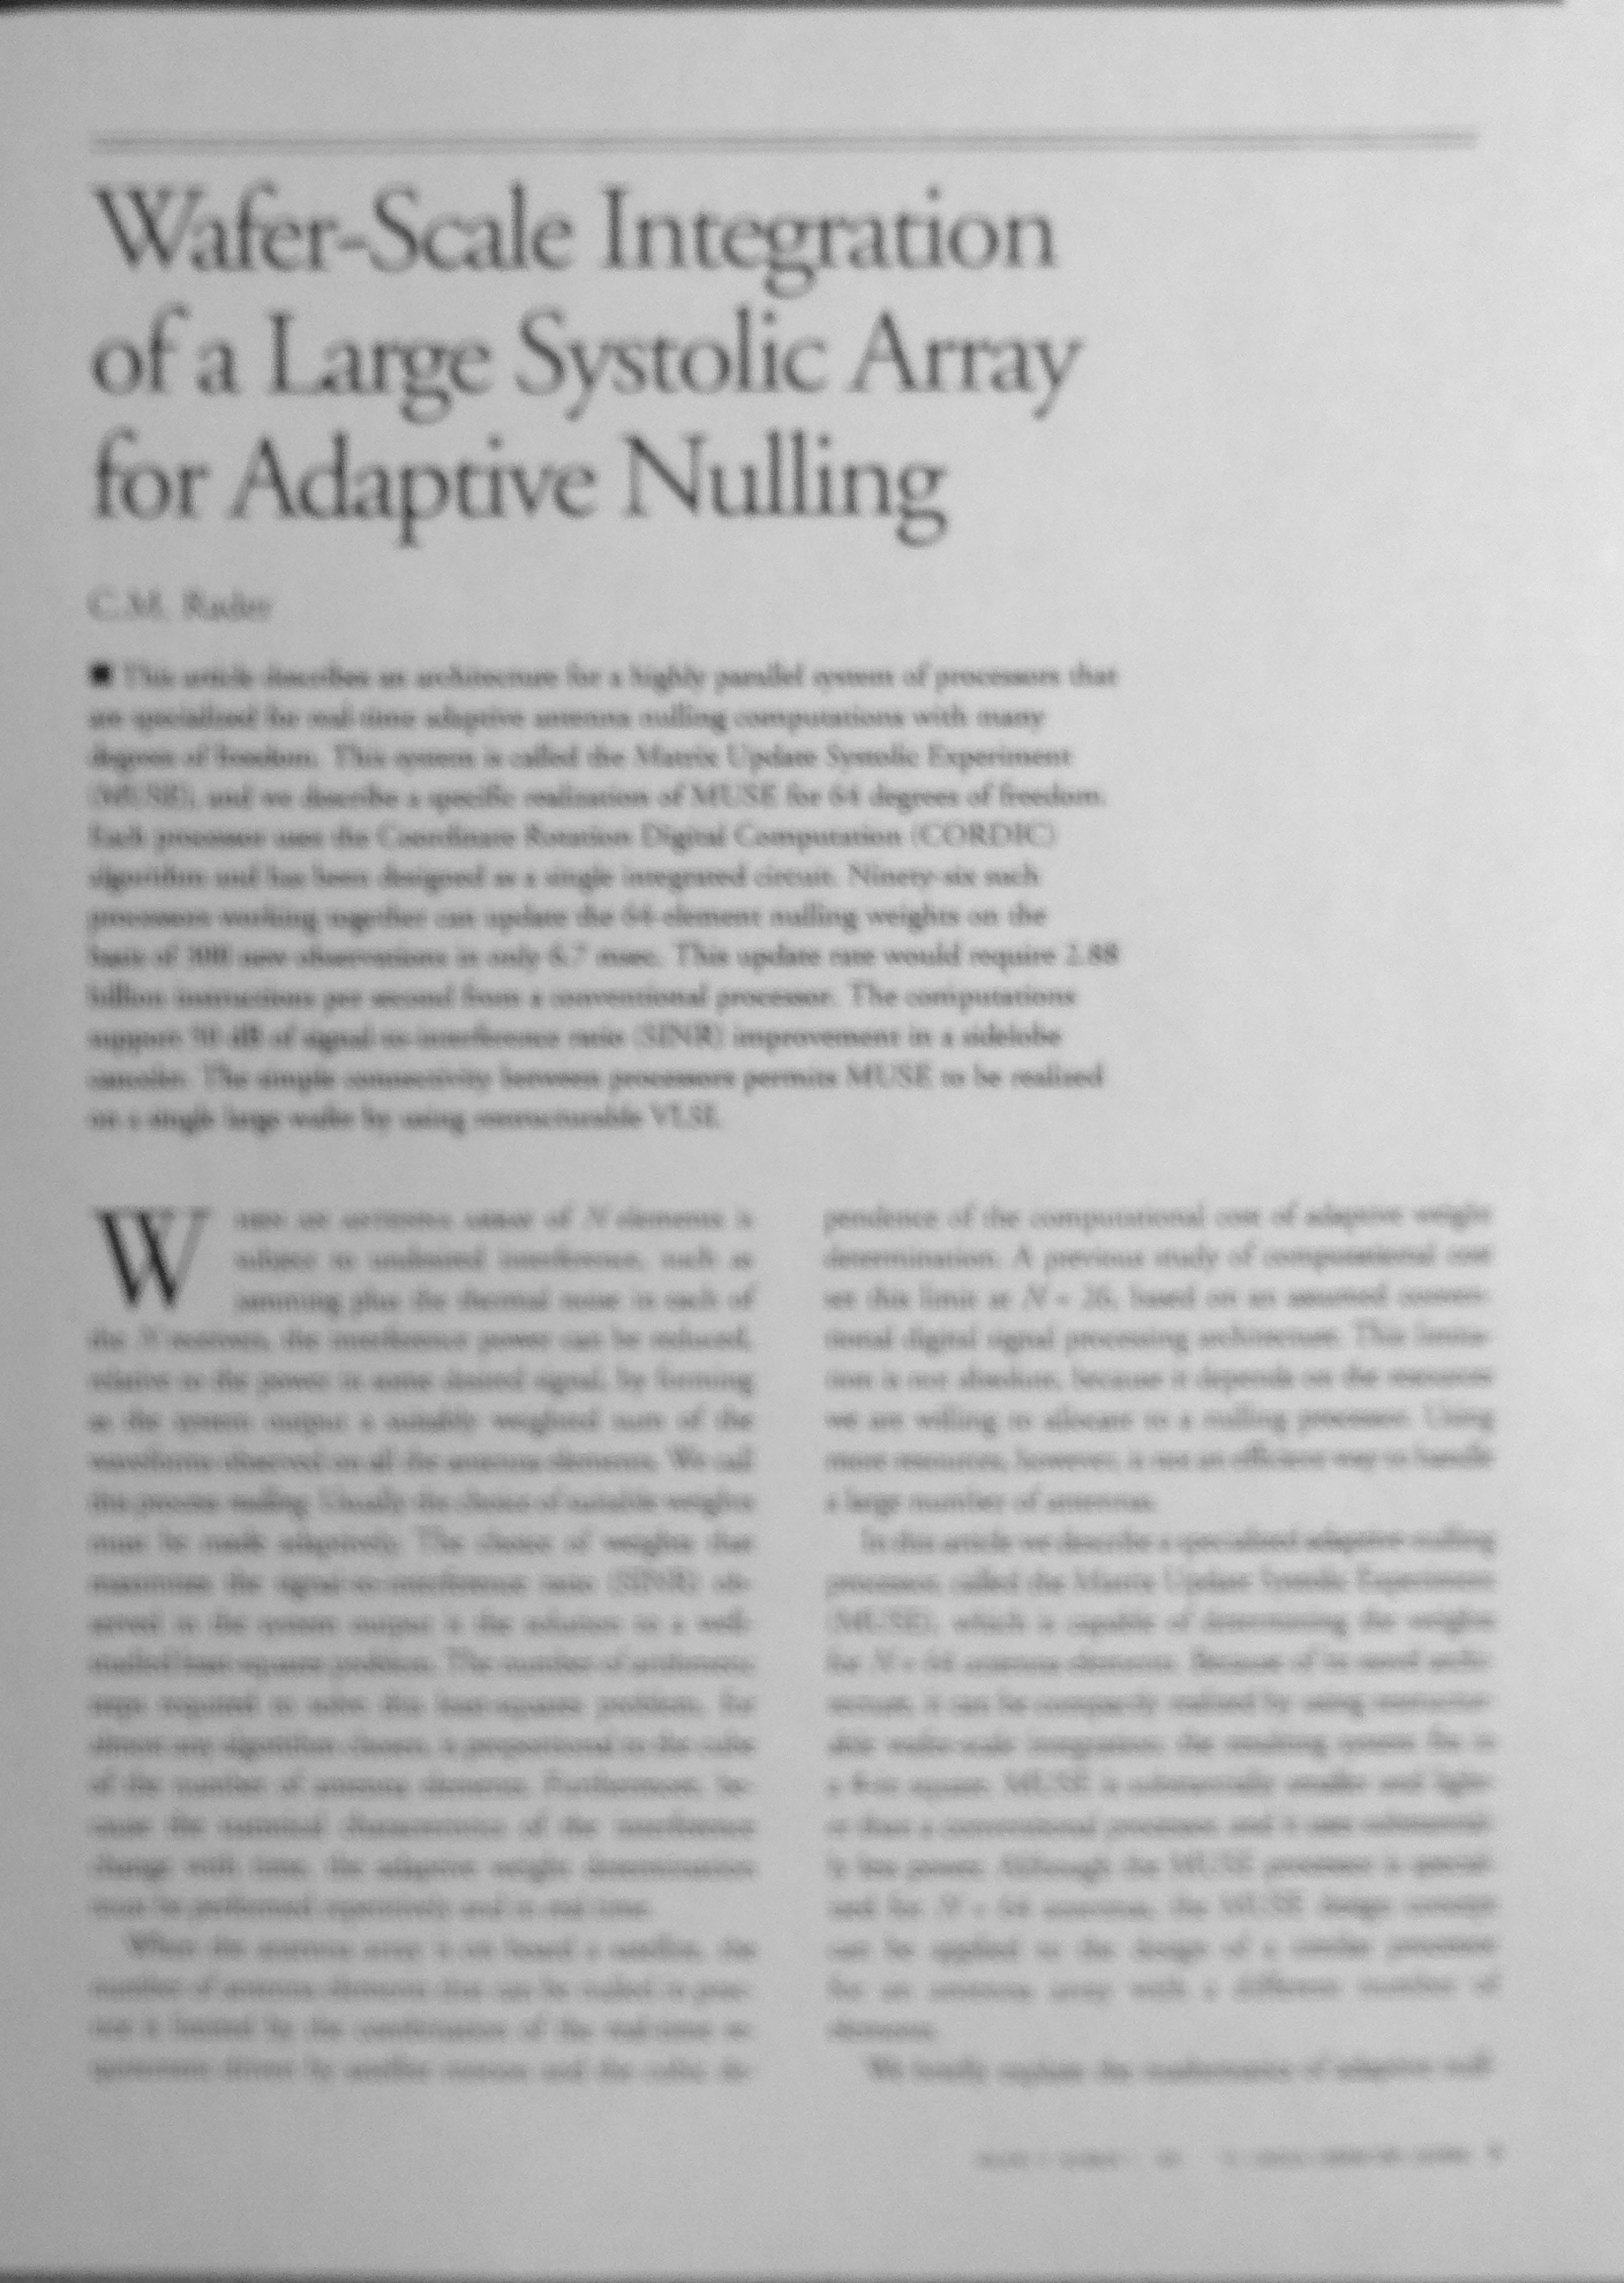 Wafer-Scale Integration
of a Large Systolic Array
for Adaptive Nulling
C.M. Rader
■ This article describes an architecture for a highly parallel system of processors that
are specialized for real-time adaptive antenna nulling computations with many
degrees of freedom. This system is called the Matrix Update Systolic Experiment
(MUSE), and we describe a specific realization of MUSE for 64 degrees of freedom.
Each processor uses the Coordinate Rotation Digital Computation (CORDIC)
algorithm and has been designed as a single integrated circuit. Ninety-six such
processors working together can update the 64-element nulling weights on the
basis of new observations in only 6.7 msec. This update rate would require 2.88
billion instructions per second from a conventional processor. The computations
support 50 dB of signal-to-interference ratio (SINR) improvement in a sidelobe
canceler. The simple connectivity between processors permits MUSE to be realized
on a single large wafer by using restructurable VLSI.
W of N elements is
subject to undesired interference, such as
jamming plus the thermal noise in each of
the N receivers, the interference power can be reduced,
relative to the power in some desired signal, by forming
as the system output a suitably weighted sum of the
waveforms observed on all the antenna elements. We call
this process nulling. Usually the choice of suitable weights
must be made adaptively. The choice of weights that
maximizes the signal-to-interference ratio (SINR) ob-
served in the system output is the solution to a well-
studied least-squares problem. The number of arithmetic
steps required to solve this least-squares problem, for
almost any algorithm chosen, is proportional to the cube
of the number of antenna elements. Furthermore, be-
cause the statistical characteristics of the interference
change with time, the adaptive weight determination
must be performed repetitively and in real time.
When the antenna array is on board a satellite, the
number of antenna elements that can be nulled in prac-
tice is limited by the combination of the real-time re-
quirement driven by and the cubic de-
pendence of the computational cost of adaptive weight
determination. A previous study of computational cost
set this limit at N = 26, based on an assumed conven-
tional digital signal processing architecture. This limita-
tion is not absolute, because it depends on the resources
we are willing to allocate to a nulling processor. Using
more resources, however, is not an efficient way to handle
a large number of antennas.
In this article we describe a specialized adaptive-nulling
processor, called the Matrix Update Systolic Experiment
(MUSE), which is capable of determining the weights
for N = 64 antenna elements. Because of its novel archi-
tecture, it can be compactly realized by using restructur-
able wafer-scale integration; the resulting system fits in
a square. MUSE is substantially smaller and light-
er than a conventional processor, and it uses substantial-
ly less power. Although the MUSE processor is special-
ized for N = 64 antennas, the MUSE design concept
can be applied to the design of a similar processor
for an antenna array with a different number of
elements.
We briefly explain the mathematics of adaptive null-